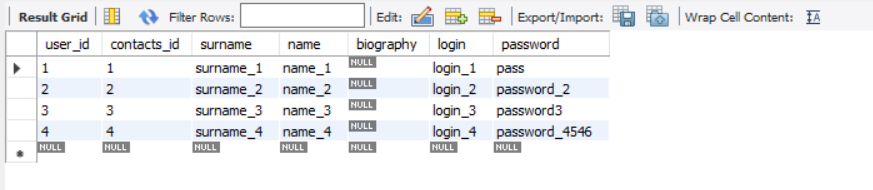 Result Grid Filter Rows: Edit: Export/Import: Wrap Cell Content: IA
user_id contacts_id surname name biography login password
1 1 surname_1 name_1 NULL login_1 pass
2 2 surname_2 name_2 NULL login_2 password_2
3 3 surname_3 name_3 NULL login_3 password3
4 4 surname_4 name_4 NULL login_4 password_4546
NULL NULL NULL NULL NULL NULL NULL